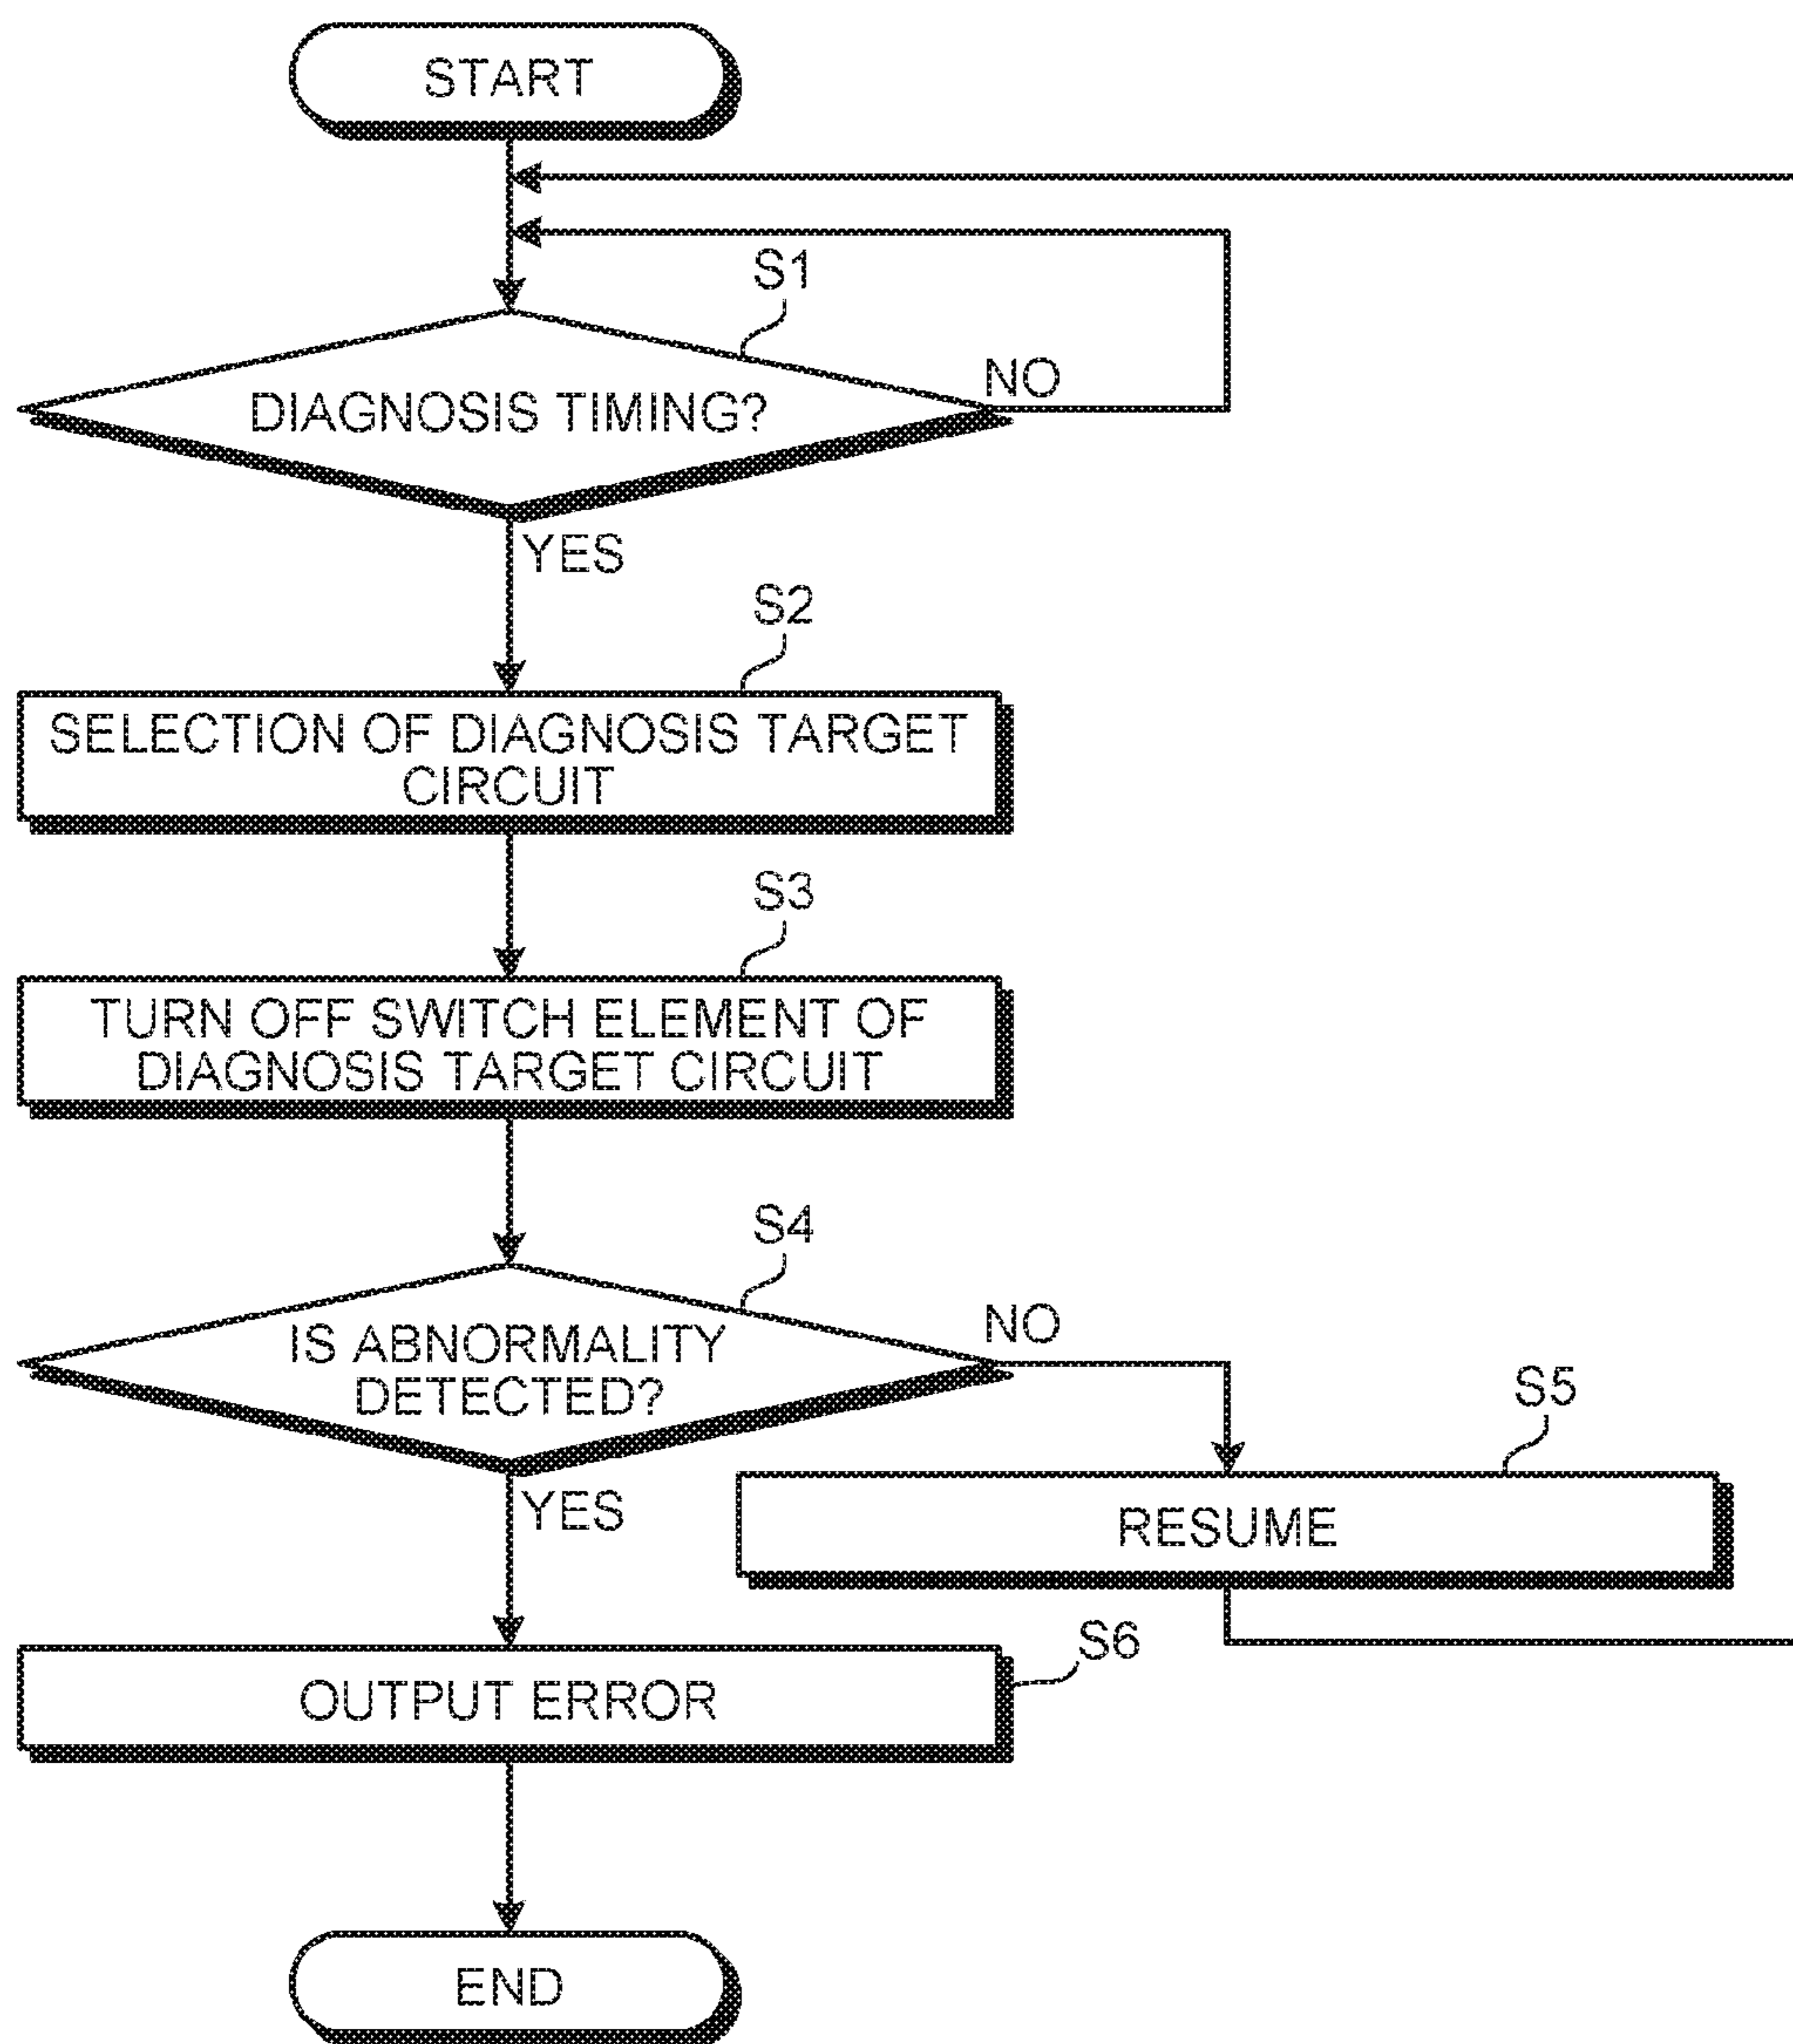 START
S1
DIAGNOSIS TIMING?
NO
YES
S2
SELECTION OF DIAGNOSIS TARGET
CIRCUIT
S3
TURN OFF SWITCH ELEMENT OF
DIAGNOSIS TARGET CIRCUIT
S4
IS ABNORMALITY
DETECTED?
NO
YES
S5
RESUME
S6
OUTPUT ERROR
END